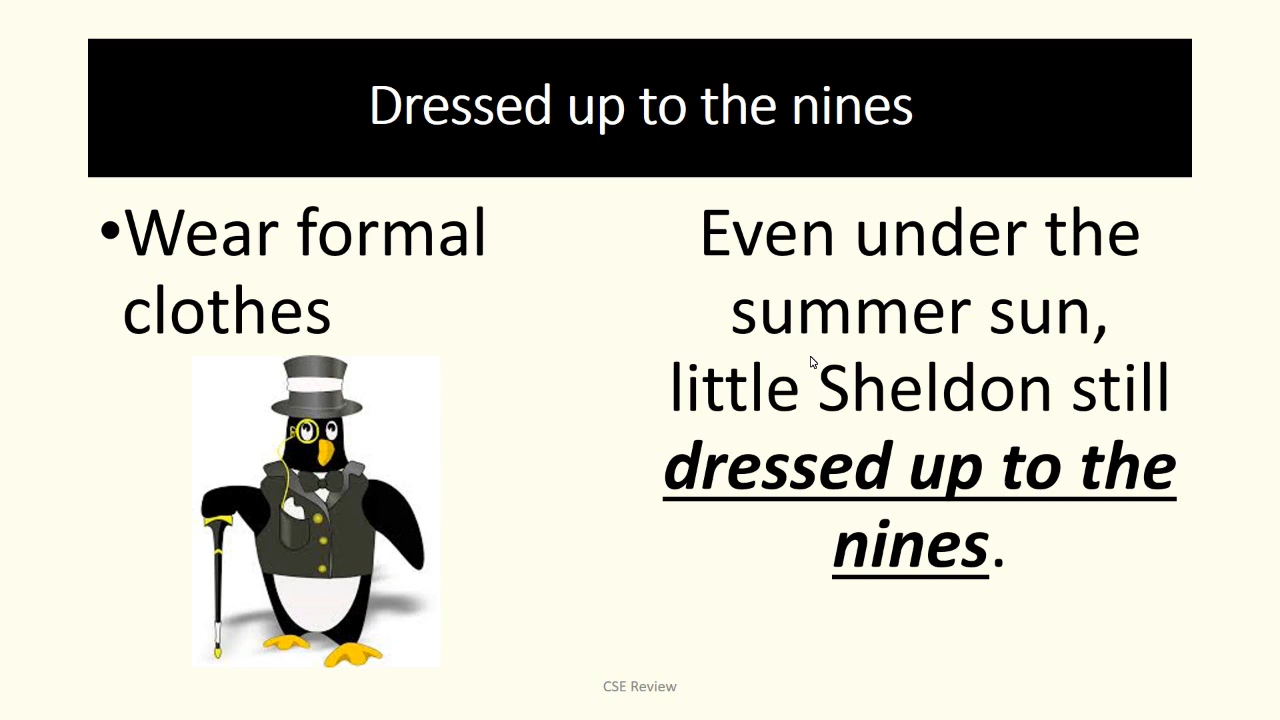 Dressed up to the nines
•Wear formal
clothes
Even under the
summer sun,
little Sheldon still
dressed up to the
nines.
CSE Review